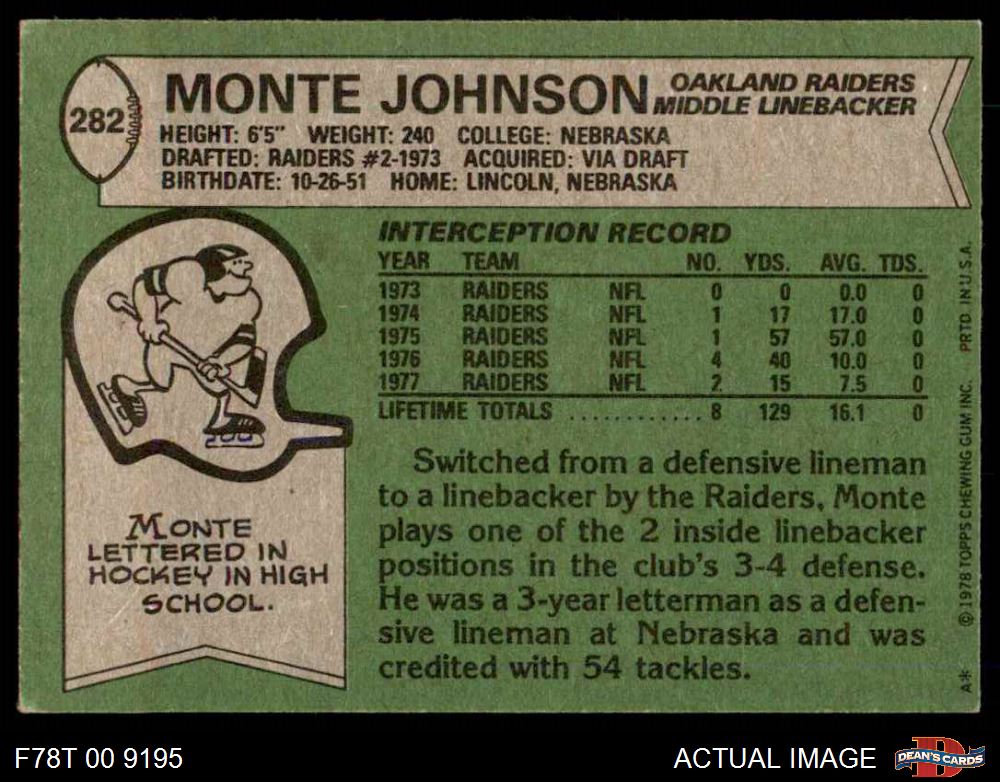 282
MONTE JOHNSON
OAKLAND RAIDERS
MIDDLE LINEBACKER
HEIGHT: 6'5" WEIGHT: 240 COLLEGE: NEBRASKA
DRAFTED: RAIDERS #2-1973 ACQUIRED: VIA DRAFT
BIRTHDATE: 10-26-51 HOME: LINCOLN, NEBRASKA
INTERCEPTION RECORD
YEAR TEAM NO. YDS. AVG. TDS.
1973 RAIDERS NFL 0 0 0.0 0
1974 RAIDERS NFL 1 17 17.0 0
1975 RAIDERS NFL 1 57 57.0 0
1976 RAIDERS NFL 4 40 10.0 0
1977 RAIDERS NFL 2 15 7.5 0
LIFETIME TOTALS ............ 8 129 16.1 0
Switched from a defensive lineman
to a linebacker by the Raiders, Monte
plays one of the 2 inside linebacker
positions in the club's 3-4 defense.
He was a 3-year letterman as a defen-
sive lineman at Nebraska and was
credited with 54 tackles.
MONTE
LETTERED IN
HOCKEY IN HIGH
SCHOOL.
A* © 1978 TOPPS CHEWING GUM INC. PRTD. IN U.S.A.
F78T 00 9195
ACTUAL IMAGE
D
DEAN'S CARDS